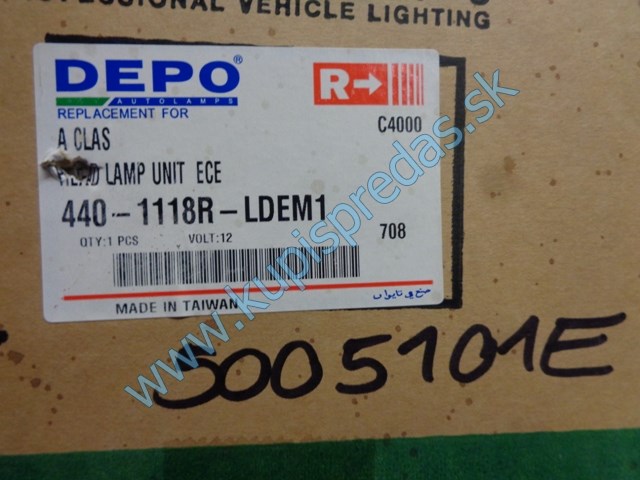 PROFESSIONAL VEHICLE LIGHTING
DEPO®
AUTOLAMPS
REPLACEMENT FOR
R→
C4000
A CLAS
HEAD LAMP UNIT ECE
440-1118R-LDEM1
QTY:1 PCS VOLT:12
708
MADE IN TAIWAN
www.kupispredas.sk
5005101E